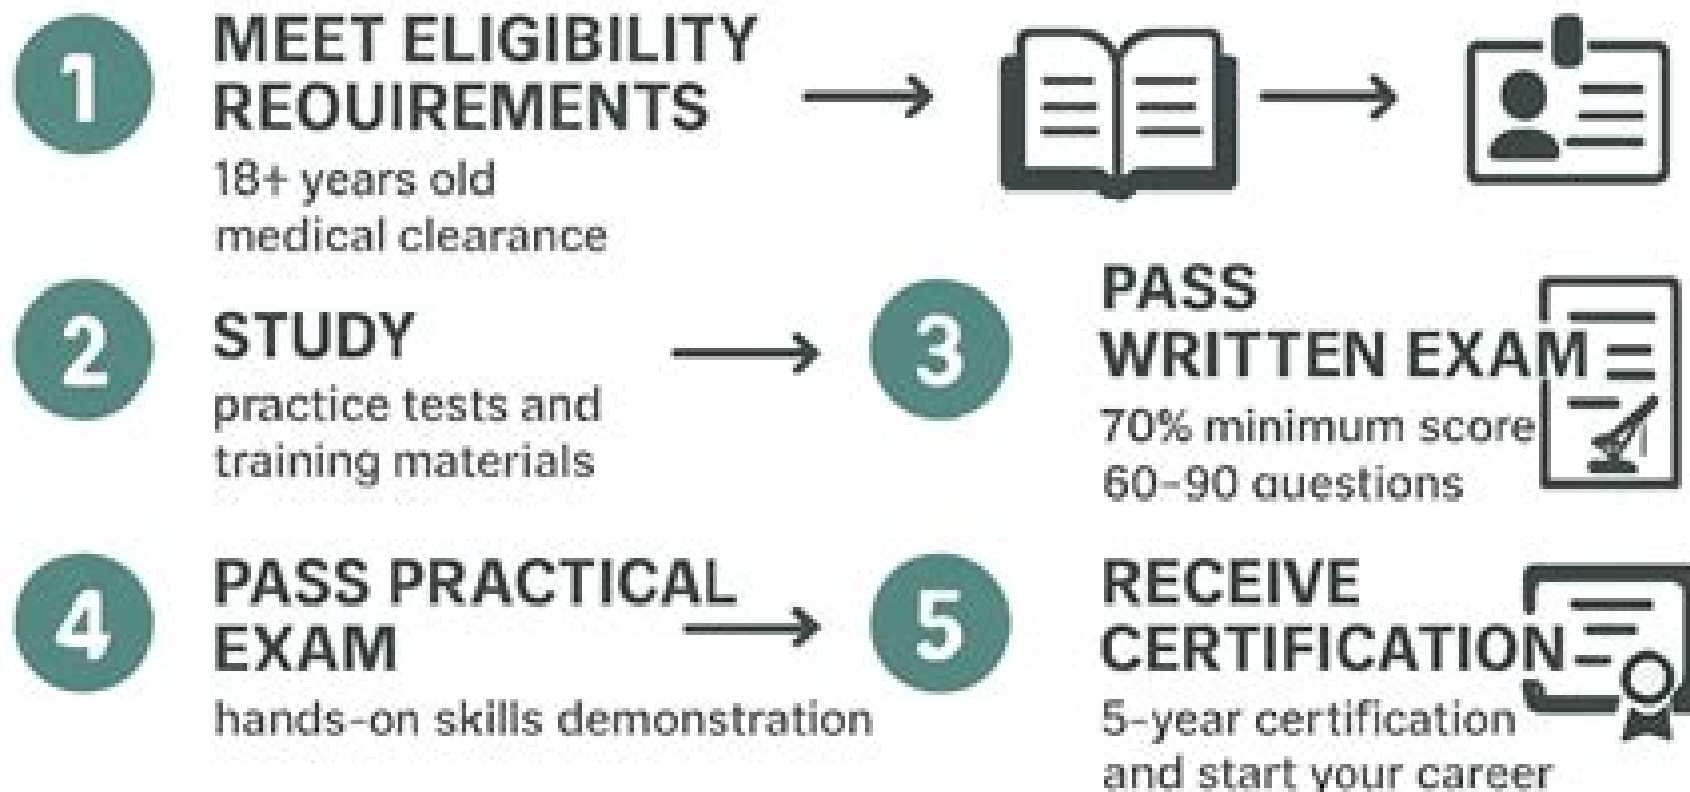 1
MEET ELIGIBILITY
REOUIREMENTS
18+ years old
medical clearance
2
STUDY
practice tests and
training materials
3
PASS
WRITTEN EXAM
70% minimum score
60-90 auestions
4
PASS PRACTICAL
EXAM
hands-on skills demonstration
5
RECEIVE
CERTIFICATION
5-year certification
and start your career